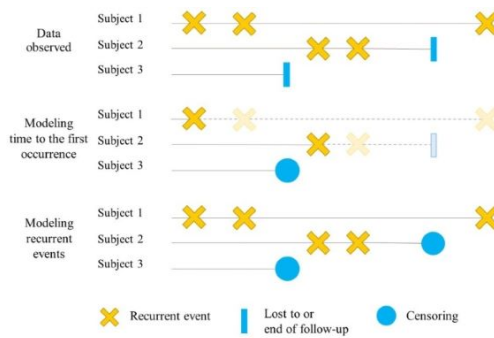 Data
observed
Subject 1
Subject 2
Subject 3
Modeling
time to the first
occurrence
Subject 1
Subject 2
Subject 3
Modeling
recurrent
events
Subject 1
Subject 2
Subject 3
Recurrent event
Lost to or
end of follow-up
Censoring